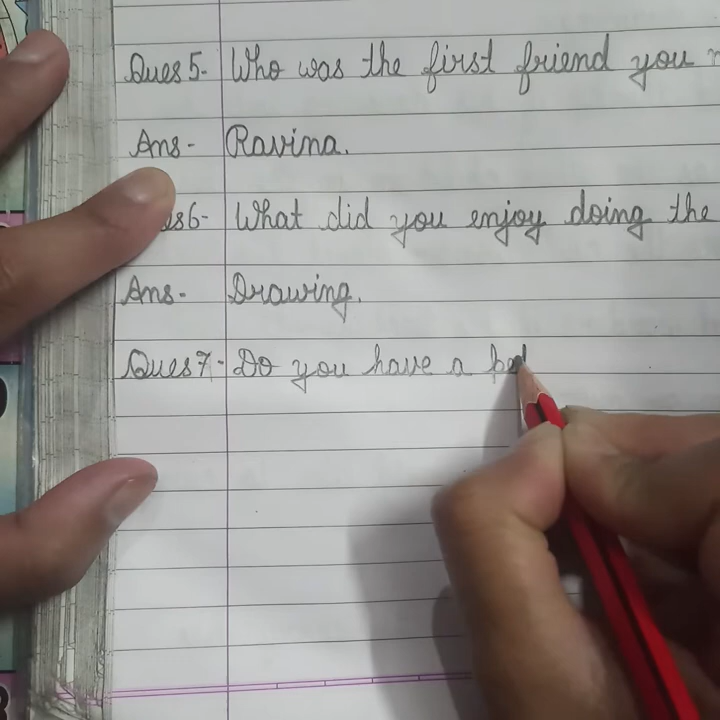 Ques 5- Who was the first friend you
Ans- Ravina.
6- What did you enjoy doing the
Ans- Drawing.
Ques 7- Do you have a